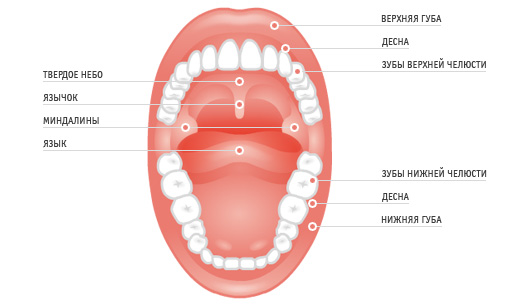 ВЕРХНЯЯ ГУБА
ДЕСНА
ЗУБЫ ВЕРХНЕЙ ЧЕЛЮСТИ
ТВЕРДОЕ НЕБО
ЯЗЫЧОК
МИНДАЛИНЫ
ЯЗЫК
ЗУБЫ НИЖНЕЙ ЧЕЛЮСТИ
ДЕСНА
НИЖНЯЯ ГУБА